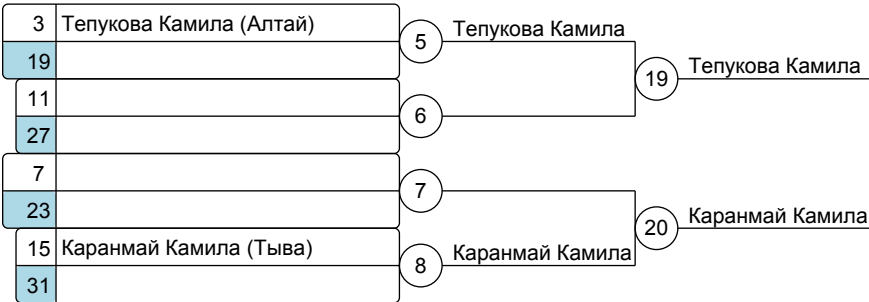 3 Тепукова Камила (Алтай)
19
5 Тепукова Камила
19 Тепукова Камила
11
27
6
7
23
7
15 Каранмай Камила (Тыва)
31
8 Каранмай Камила
20 Каранмай Камила